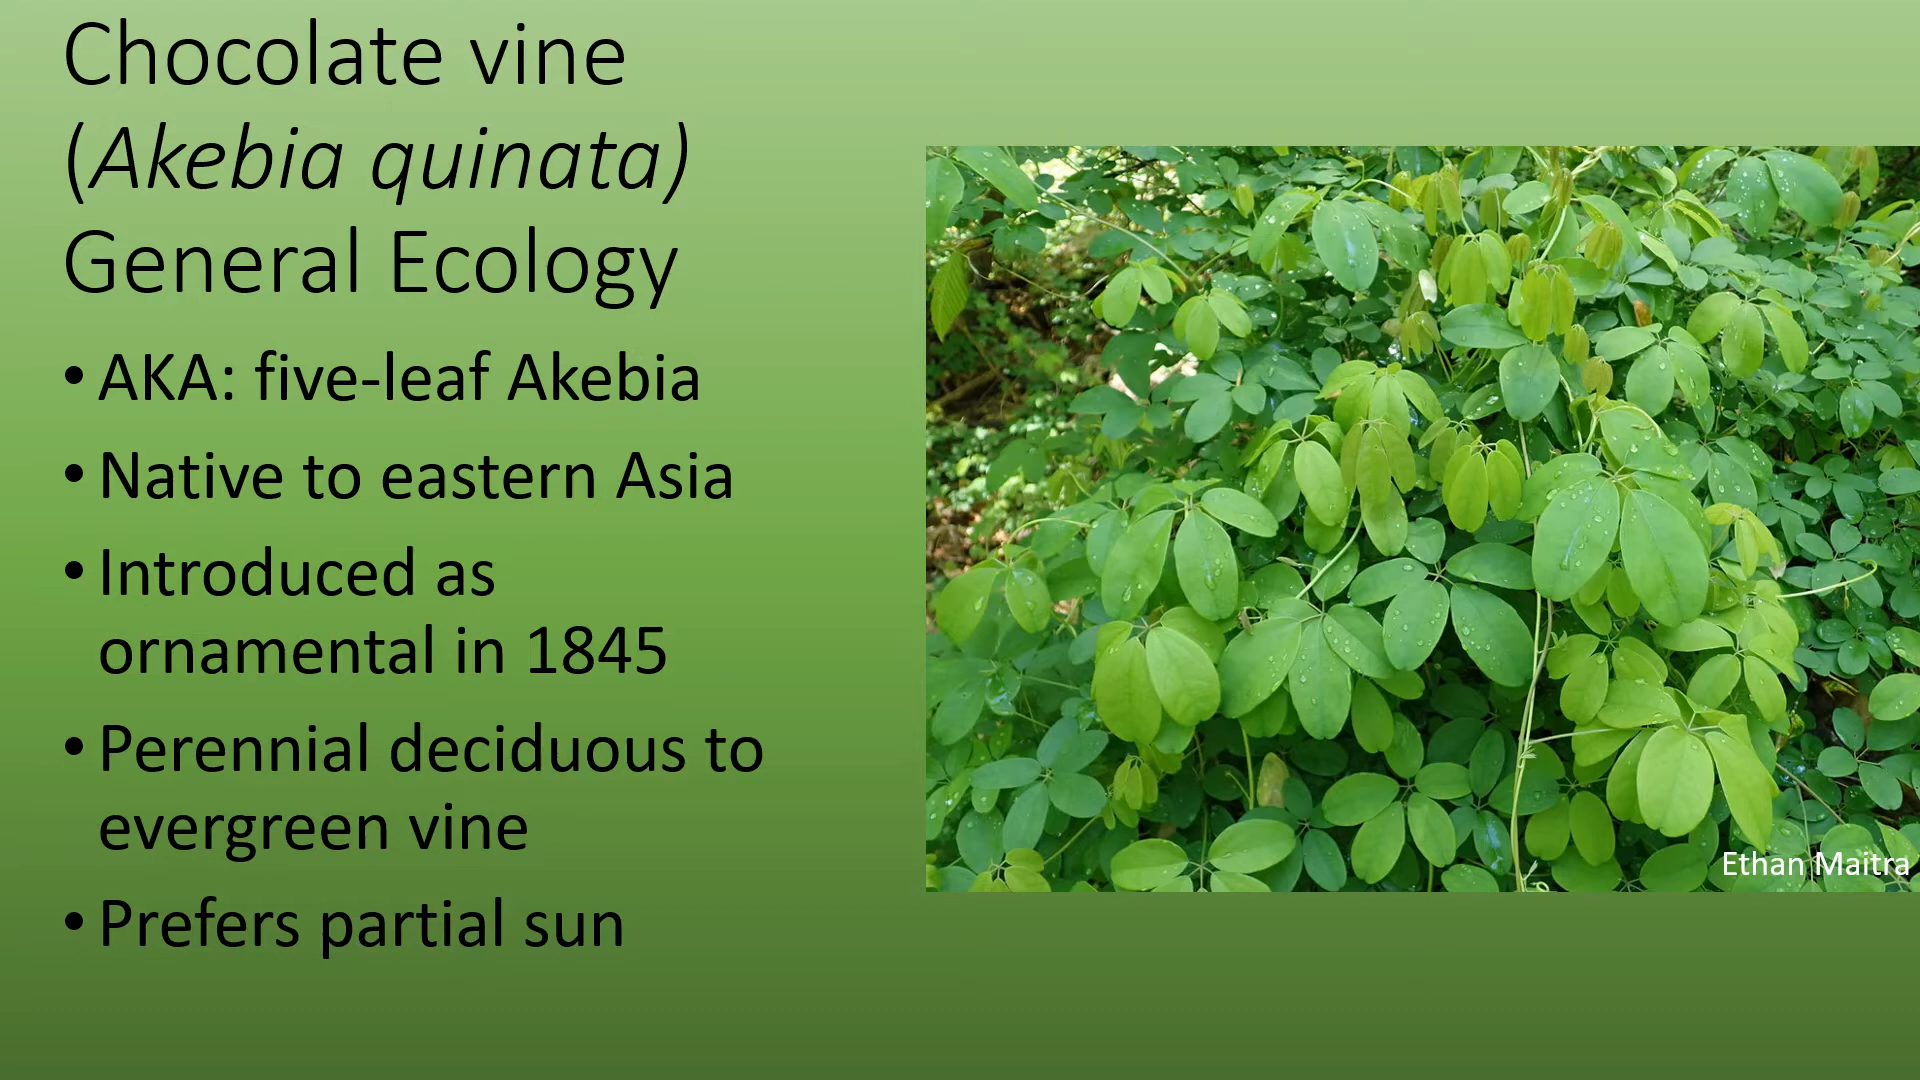 Chocolate vine
(Akebia quinata)
General Ecology
• AKA: five-leaf Akebia
• Native to eastern Asia
• Introduced as
ornamental in 1845
• Perennial deciduous to
evergreen vine
• Prefers partial sun
Ethan Maitra